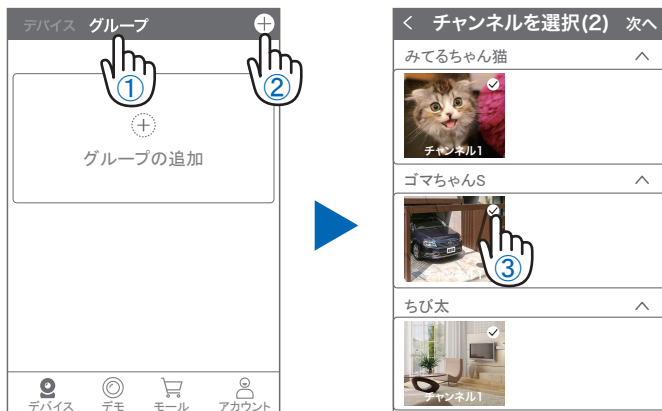 デバイス グループ
①
②
グループの追加
デバイス デモ モール アカウント
< チャンネルを選択(2) 次へ
みてるちゃん猫
チャンネル1
ゴマちゃんS
③
ちび太
チャンネル1